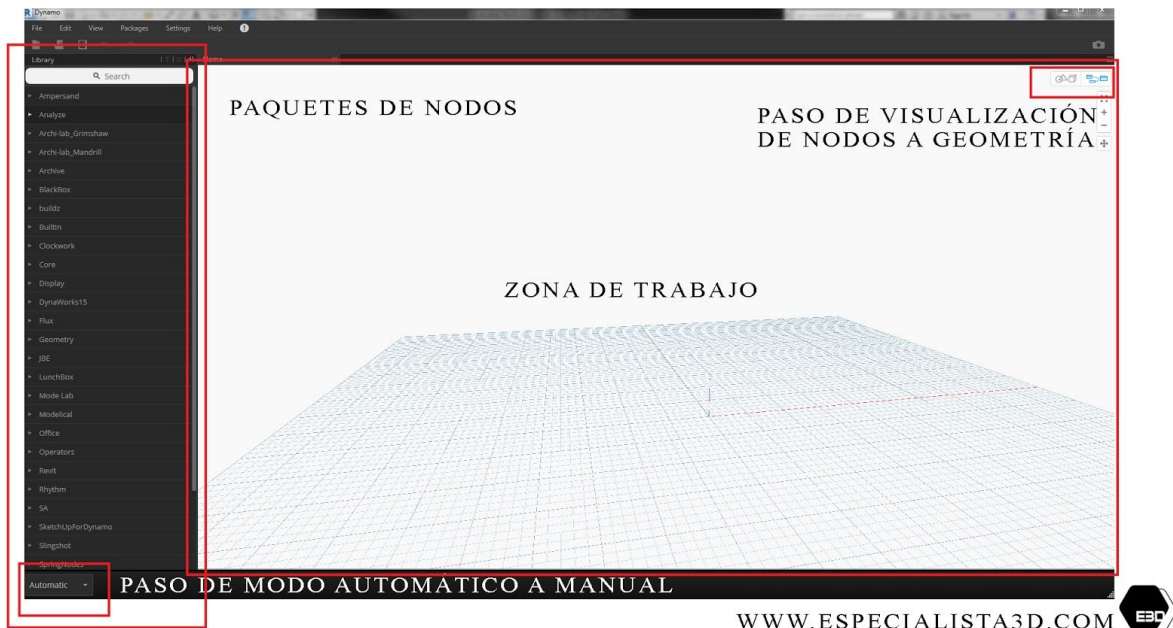 Dynamo
File Edit View Packages Settings Help
Library
Home
Search
Ampersand
Analyze
Archi-lab_Grimshaw
Archi-lab_Mandrill
Archive
BlackBox
buildz
Builtin
Clockwork
Core
Display
DynaWorks15
Flux
Geometry
JBE
LunchBox
Mode Lab
Modelical
Office
Operators
Revit
Rhythm
SA
SketchUpForDynamo
Slingshot
SpringNodes
Automatic
PAQUETES DE NODOS
PASO DE VISUALIZACIÓN
DE NODOS A GEOMETRÍA
ZONA DE TRABAJO
PASO DE MODO AUTOMÁTICO A MANUAL
WWW.ESPECIALISTA3D.COM
E3D